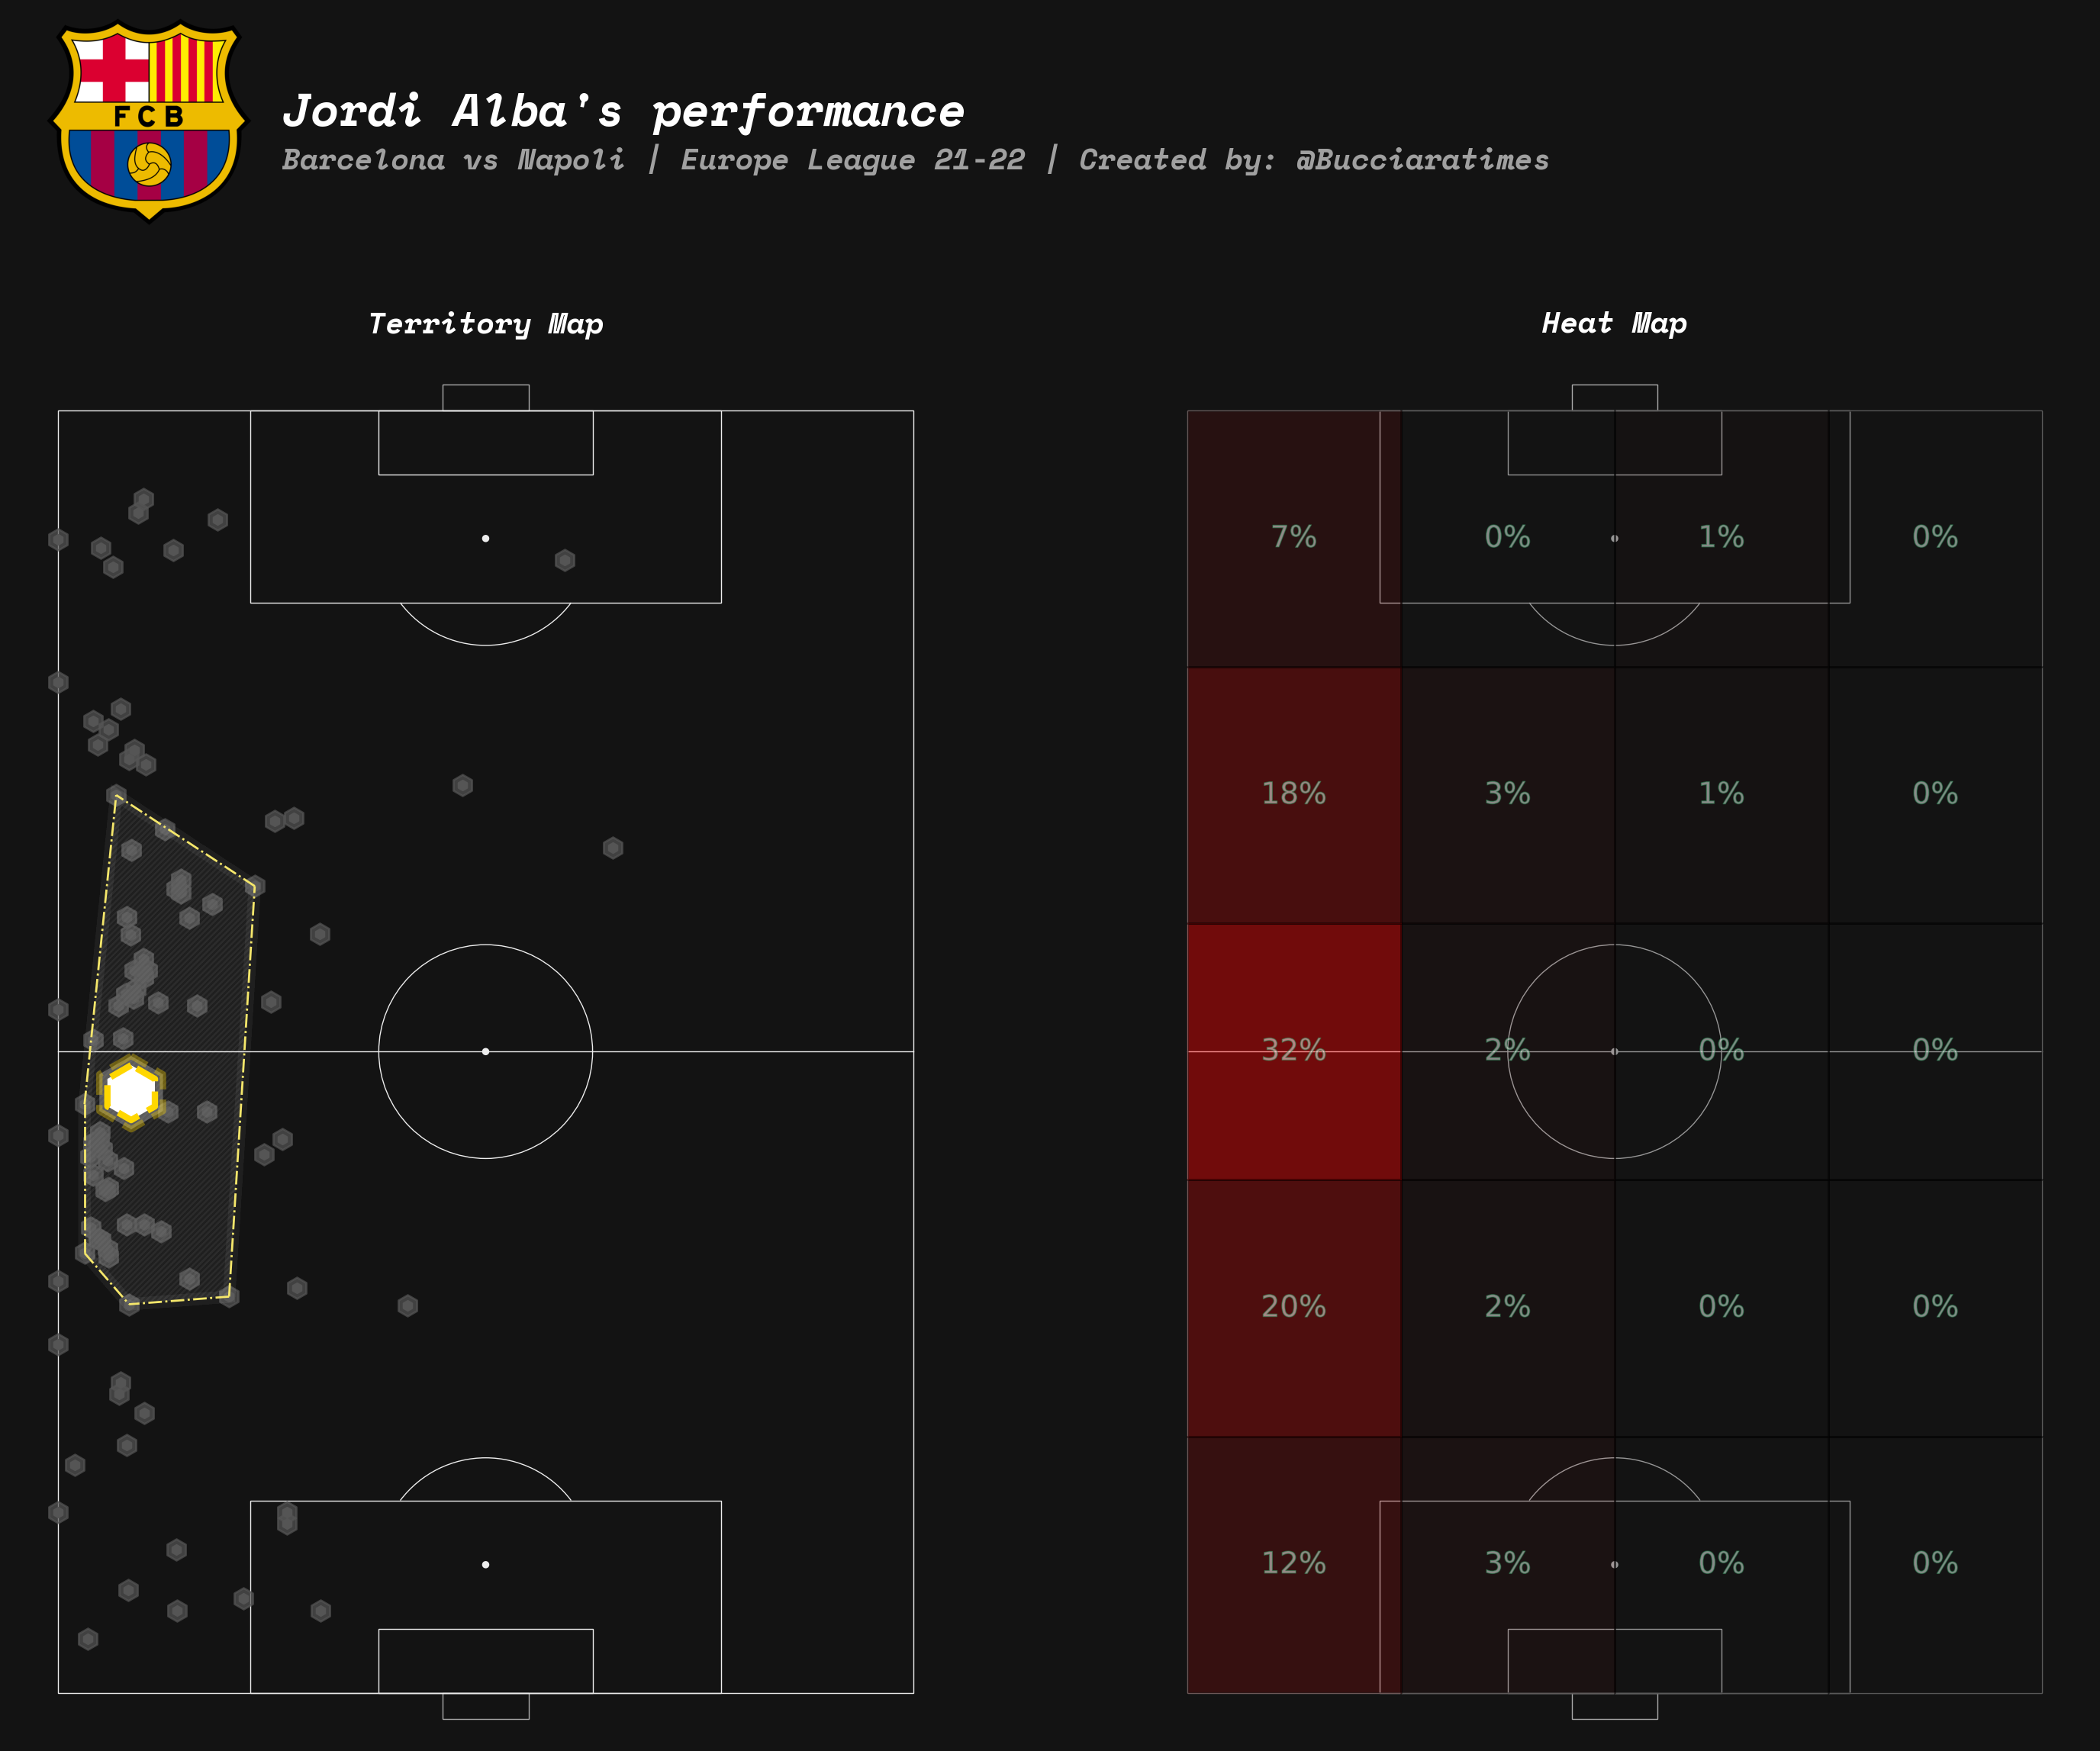 FCB
Jordi Alba's performance
Barcelona vs Napoli | Europe League 21-22 | Created by: @Bucciaratimes
Territory Map
Heat Map
7% 0% 1% 0%
18% 3% 1% 0%
32% 2% 0% 0%
20% 2% 0% 0%
12% 3% 0% 0%